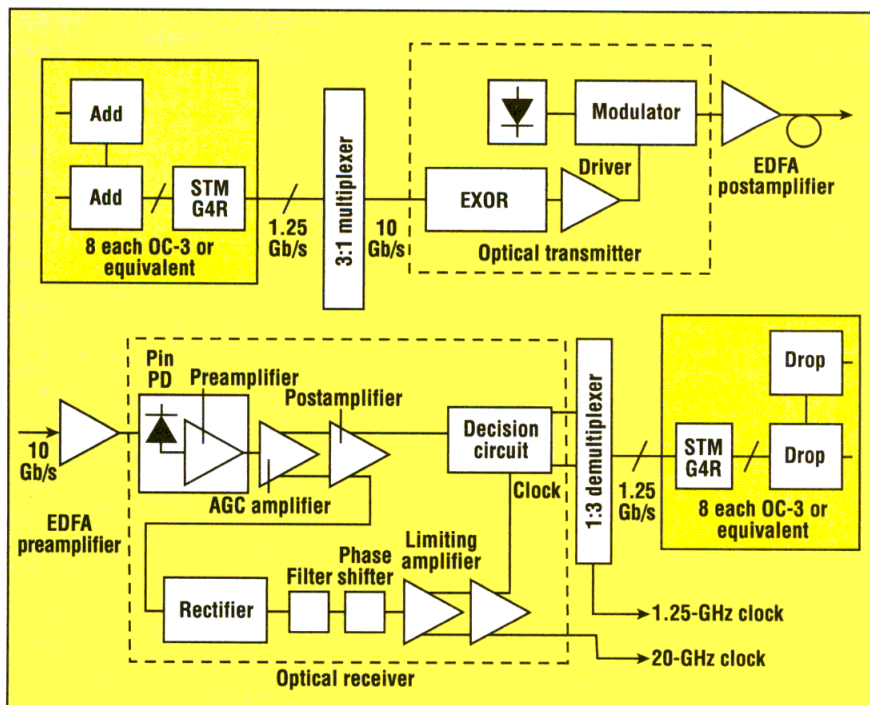 Add
Add
STM
G4R
8 each OC-3 or
equivalent
1.25
Gb/s
3:1 multiplexer
10
Gb/s
EXOR
Driver
Modulator
Optical transmitter
EDFA
postamplifier
10
Gb/s
EDFA
preamplifier
Pin
PD
Preamplifier
AGC amplifier
Postamplifier
Decision
circuit
Clock
1:3 demultiplexer
1.25
Gb/s
STM
G4R
Drop
Drop
8 each OC-3 or
equivalent
Rectifier
Filter
Phase
shifter
Limiting
amplifier
1.25-GHz clock
20-GHz clock
Optical receiver